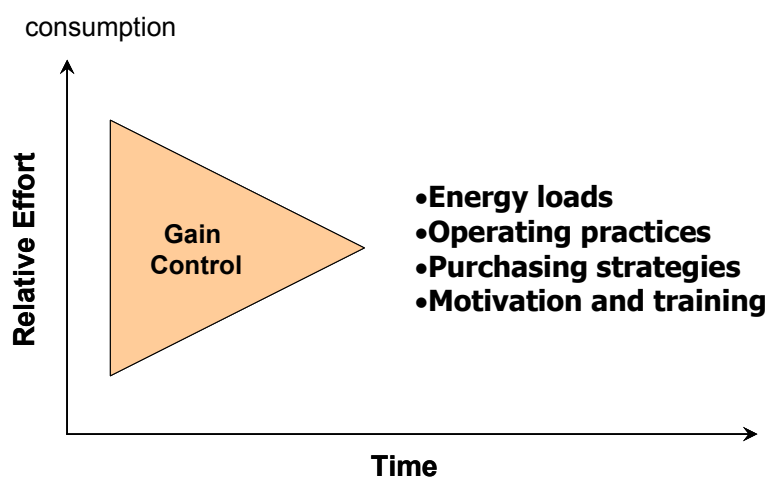 consumption
Relative Effort
Gain
Control
•Energy loads
•Operating practices
•Purchasing strategies
•Motivation and training
Time